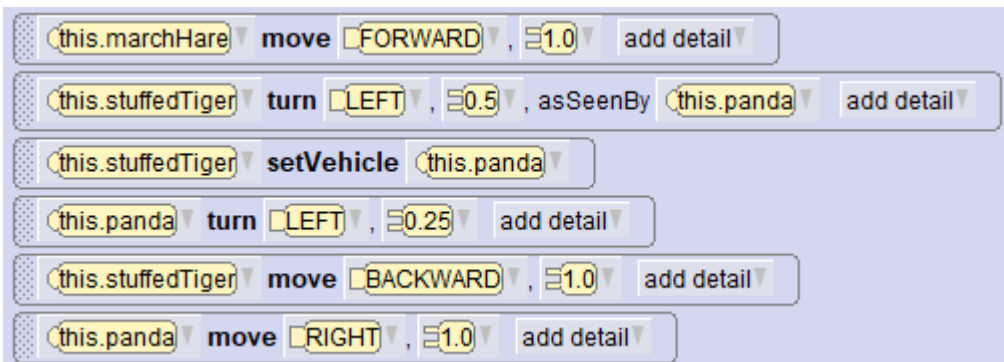 this.marchHare move FORWARD , 1.0 add detail
this.stuffedTiger turn LEFT , 0.5 , asSeenBy this.panda add detail
this.stuffedTiger setVehicle this.panda
this.panda turn LEFT , 0.25 add detail
this.stuffedTiger move BACKWARD , 1.0 add detail
this.panda move RIGHT , 1.0 add detail